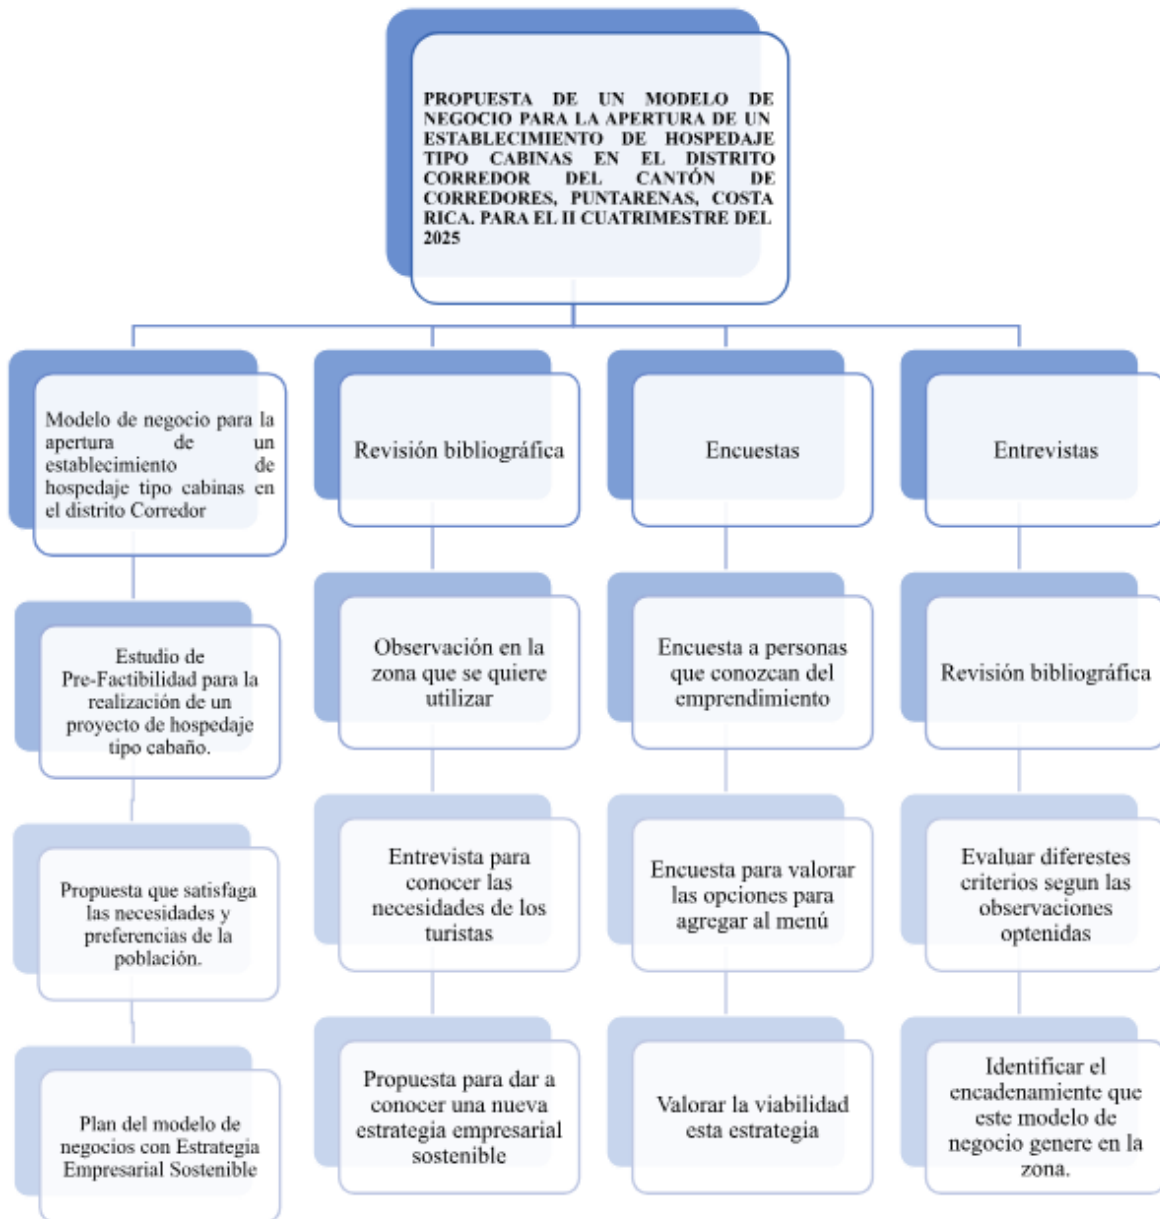 PROPUESTA DE UN MODELO DE
NEGOCIO PARA LA APERTURA DE UN
ESTABLECIMIENTO DE HOSPEDAJE
TIPO CABINAS EN EL DISTRITO
CORREDOR DEL CANTÓN DE
CORREDORES, PUNTARENAS, COSTA
RICA. PARA EL II CUATRIMESTRE DEL
2025
Modelo de negocio para la
apertura de un
establecimiento de
hospedaje tipo cabinas en
el distrito Corredor
Revisión bibliográfica
Encuestas
Entrevistas
Estudio de
Pre-Factibilidad para la
realización de un
proyecto de hospedaje
tipo cabaño.
Observación en la
zona que se quiere
utilizar
Encuesta a personas
que conozcan del
emprendimiento
Revisión bibliográfica
Propuesta que satisfaga
las necesidades y
preferencias de la
población.
Entrevista para
conocer las
necesidades de los
turistas
Encuesta para valorar
las opciones para
agregar al menú
Evaluar diferestes
criterios segun las
observaciones
optenidas
Plan del modelo de
negocios con Estrategia
Empresarial Sostenible
Propuesta para dar a
conocer una nueva
estrategia empresarial
sostenible
Valorar la viabilidad
esta estrategia
Identificar el
encadenamiente que
este modelo de
negocio genere en la
zona.